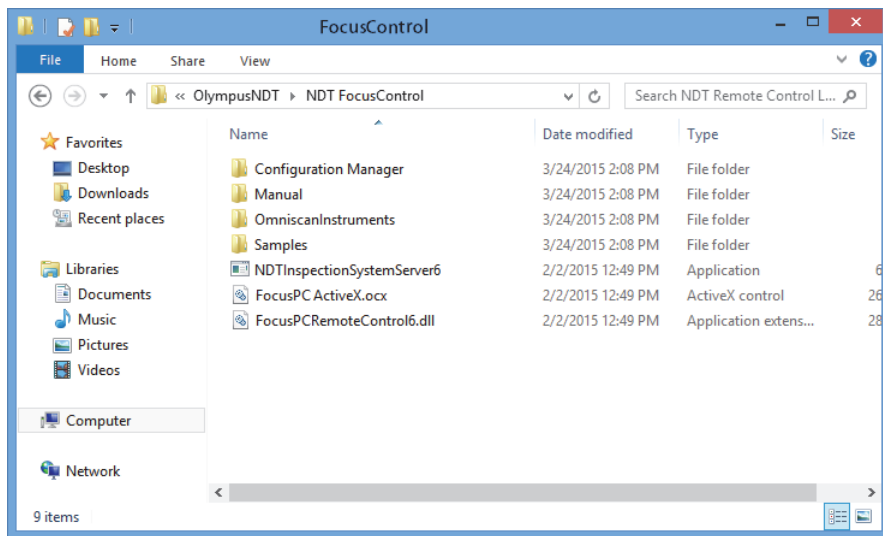 FocusControl
File Home Share View
« OlympusNDT NDT FocusControl Search NDT Remote Control L...
Favorites
Desktop
Downloads
Recent places
Libraries
Documents
Music
Pictures
Videos
Computer
Network
Name Date modified Type Size
Configuration Manager 3/24/2015 2:08 PM File folder
Manual 3/24/2015 2:08 PM File folder
OmniscanInstruments 3/24/2015 2:08 PM File folder
Samples 3/24/2015 2:08 PM File folder
NDTInspectionSystemServer6 2/2/2015 12:49 PM Application 6
FocusPC ActiveX.ocx 2/2/2015 12:49 PM ActiveX control 26
FocusPCRemoteControl6.dll 2/2/2015 12:49 PM Application extens... 28
9 items